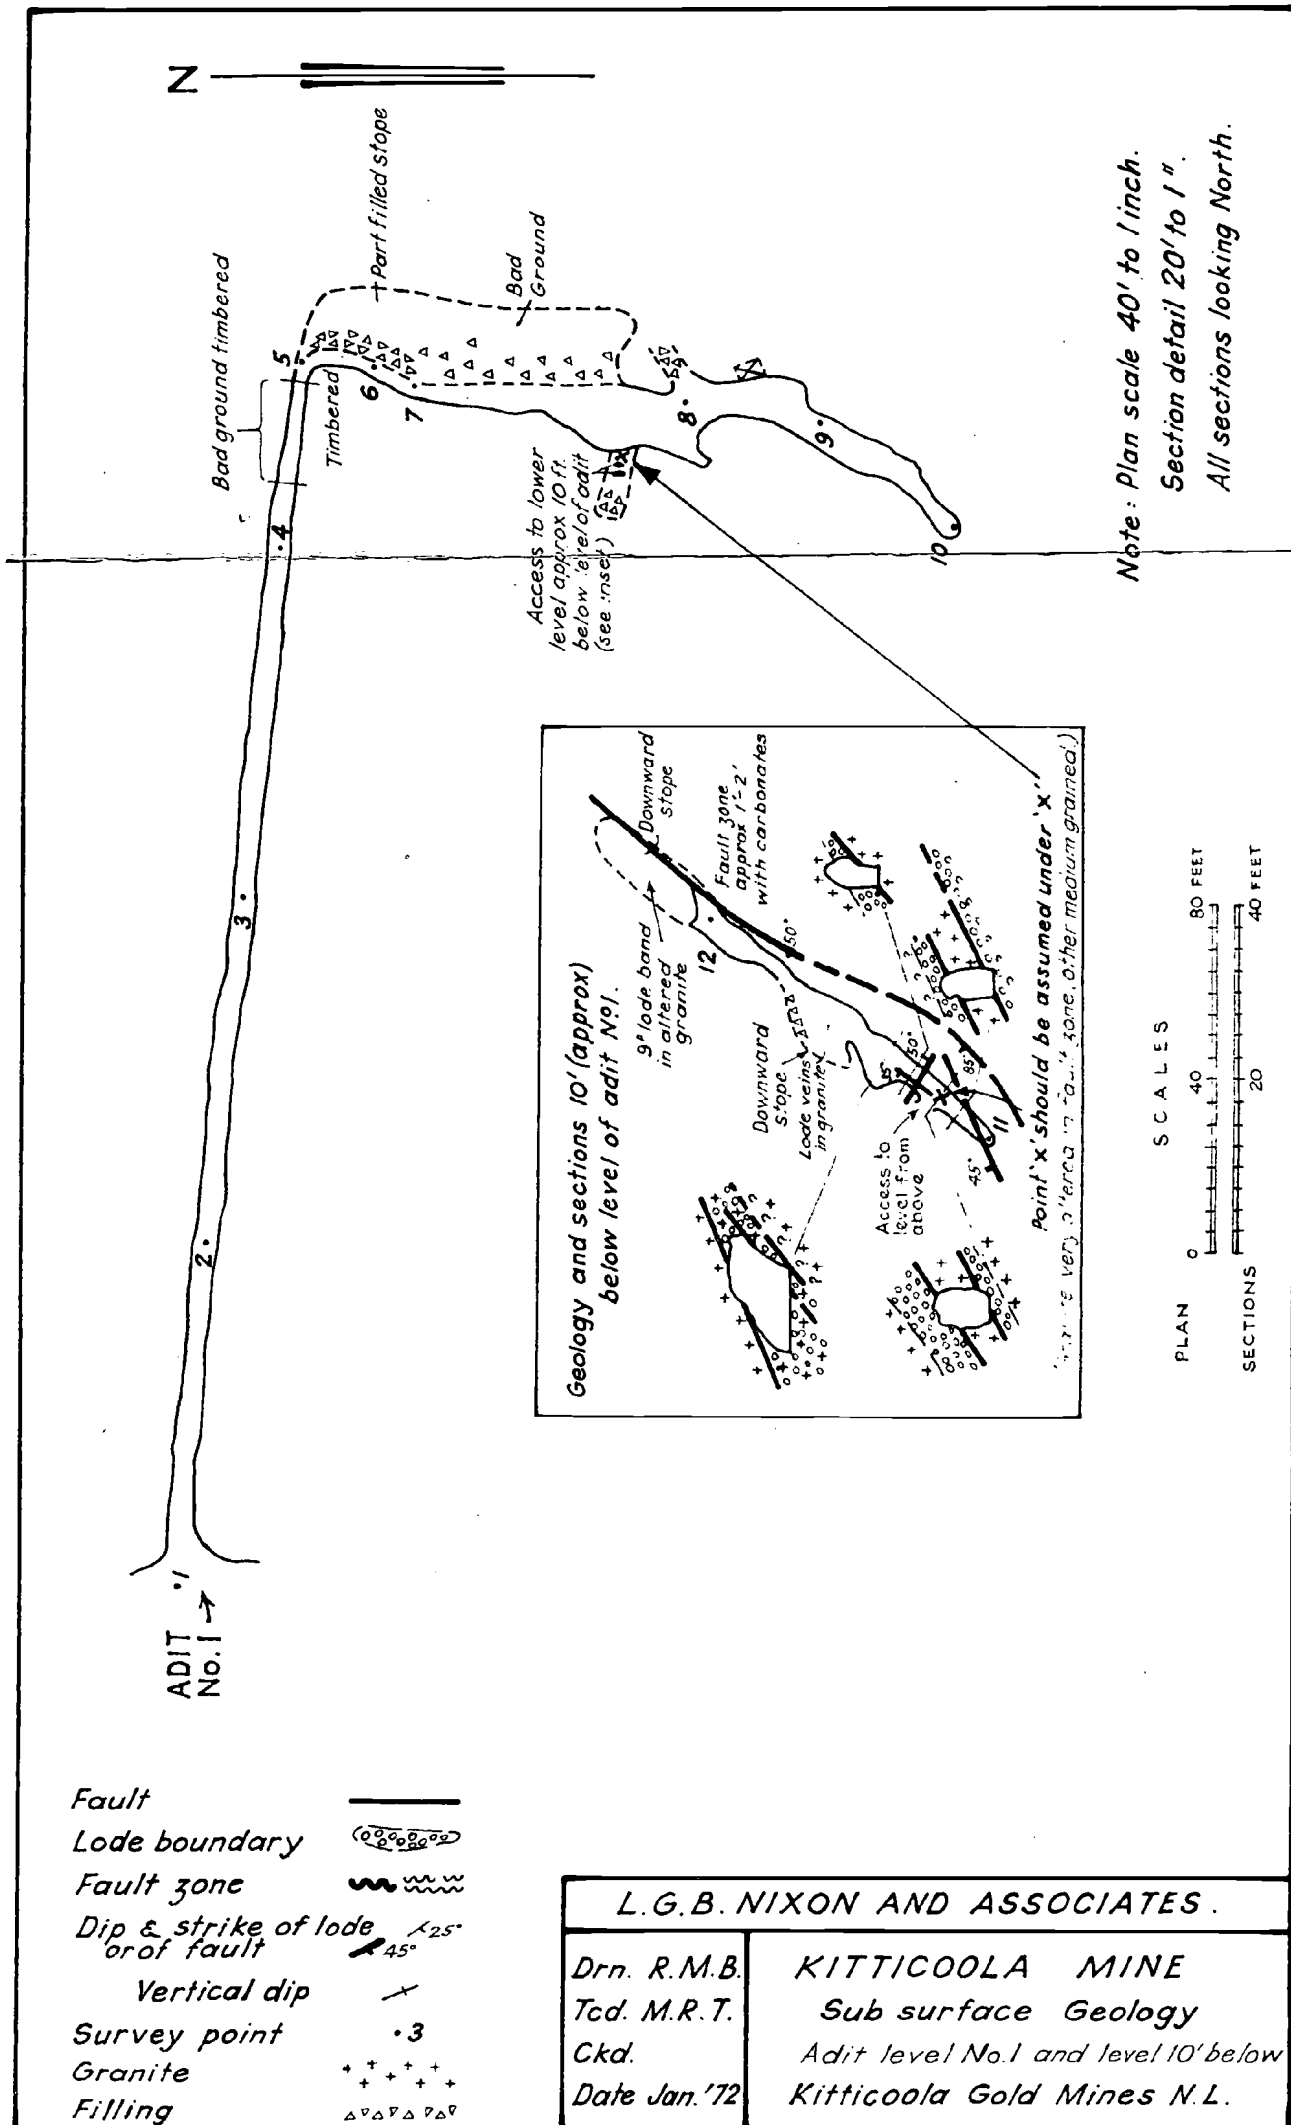 N
Part filled stope
Bad
Ground
Bad ground timbered
Timbered
ADIT
No. 1
1
2
3
4
5
6
7
8
9
10
Access to lower
level approx 10 ft.
below level of adit
(see inset)
Note: Plan scale 40' to 1 inch.
Section detail 20' to 1".
All sections looking North.
Geology and sections 10' (approx)
below level of adit No1.
9" lode band
in altered
granite
Downward
stope
Fault zone
approx 1'-2'
with carbonates
12
50°
Downward
stope
Lode veins
in granite
Access to
level from
above
50°
85°
45°
11
Point 'x' should be assumed under 'x'
very altered in fault zone, other medium grained.)
SCALES
PLAN
0
40
80 FEET
SECTIONS
20
40 FEET
Fault
Lode boundary
Fault zone
Dip & strike of lode
or of fault
25°
45°
Vertical dip
Survey point
3
Granite
Filling
L.G.B. NIXON AND ASSOCIATES.
Drn. R.M.B.
Tcd. M.R.T.
Ckd.
Date Jan. '72
KITTICOOLA MINE
Sub surface Geology
Adit level No.1 and level 10' below
Kitticoola Gold Mines N.L.